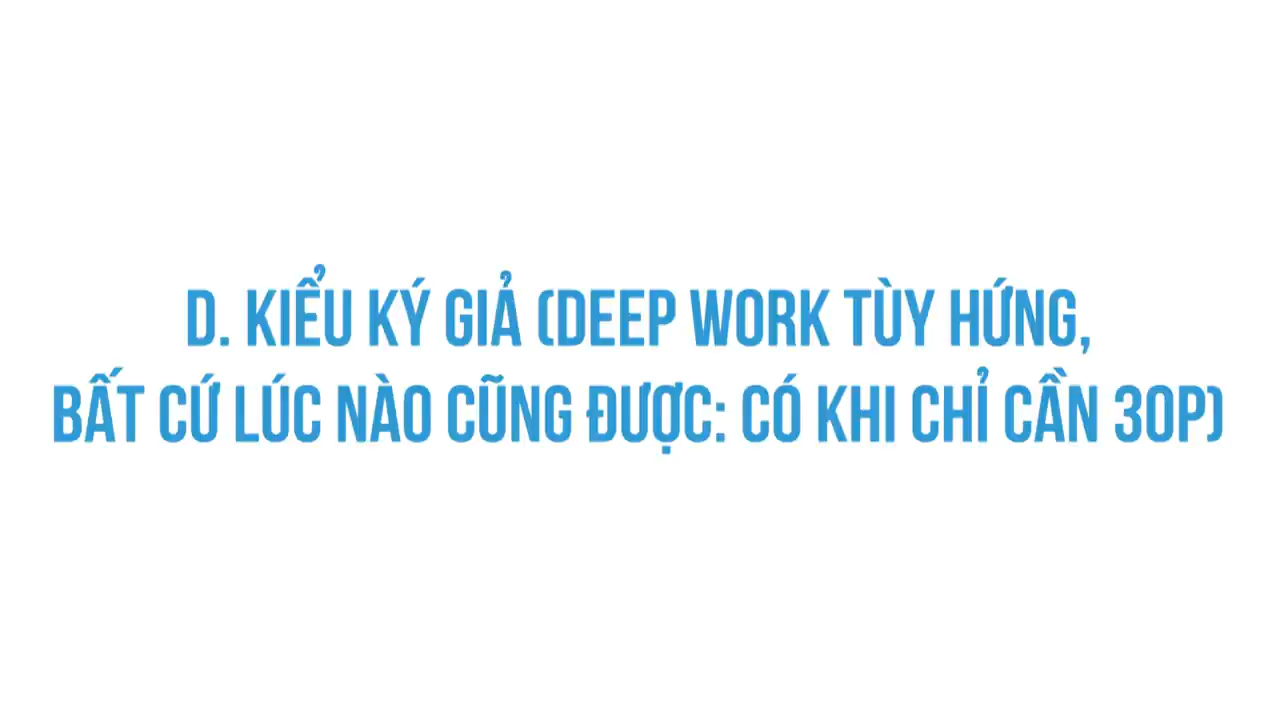 D. KIỂU KÝ GIẢ (DEEP WORK TÙY HỨNG,
BẤT CỨ LÚC NÀO CŨNG ĐƯỢC: CÓ KHI CHỈ CẦN 30P)